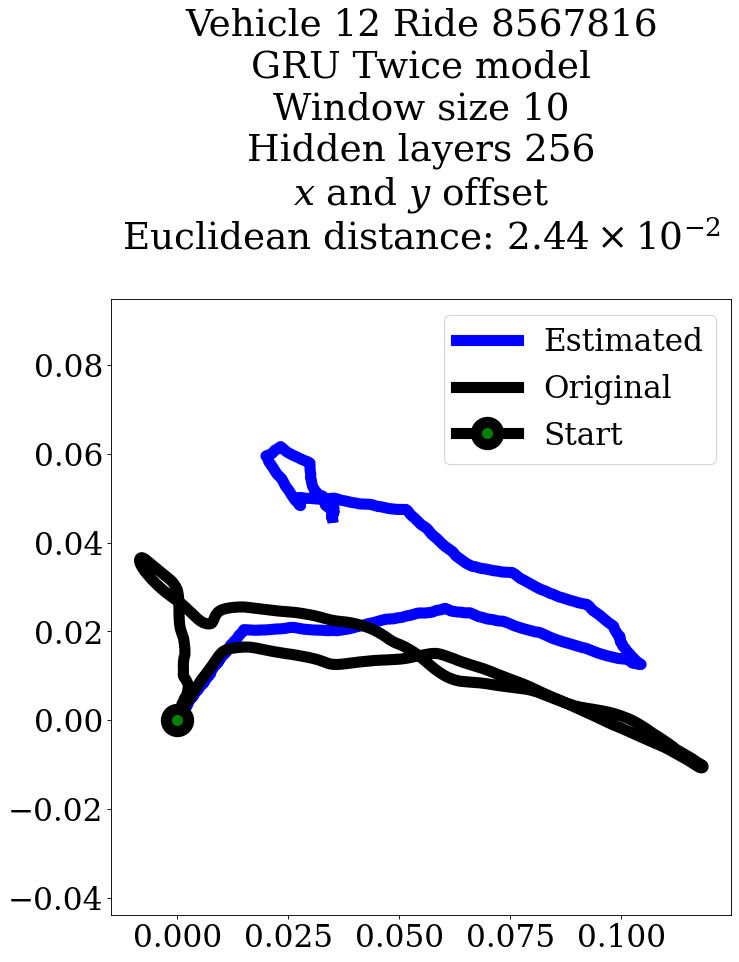 Vehicle 12 Ride 8567816
GRU Twice model
Window size 10
Hidden layers 256
x and y offset
Euclidean distance: 2.44 × 10⁻²
Estimated
Original
Start
0.08
0.06
0.04
0.02
0.00
−0.02
−0.04
0.000 0.025 0.050 0.075 0.100